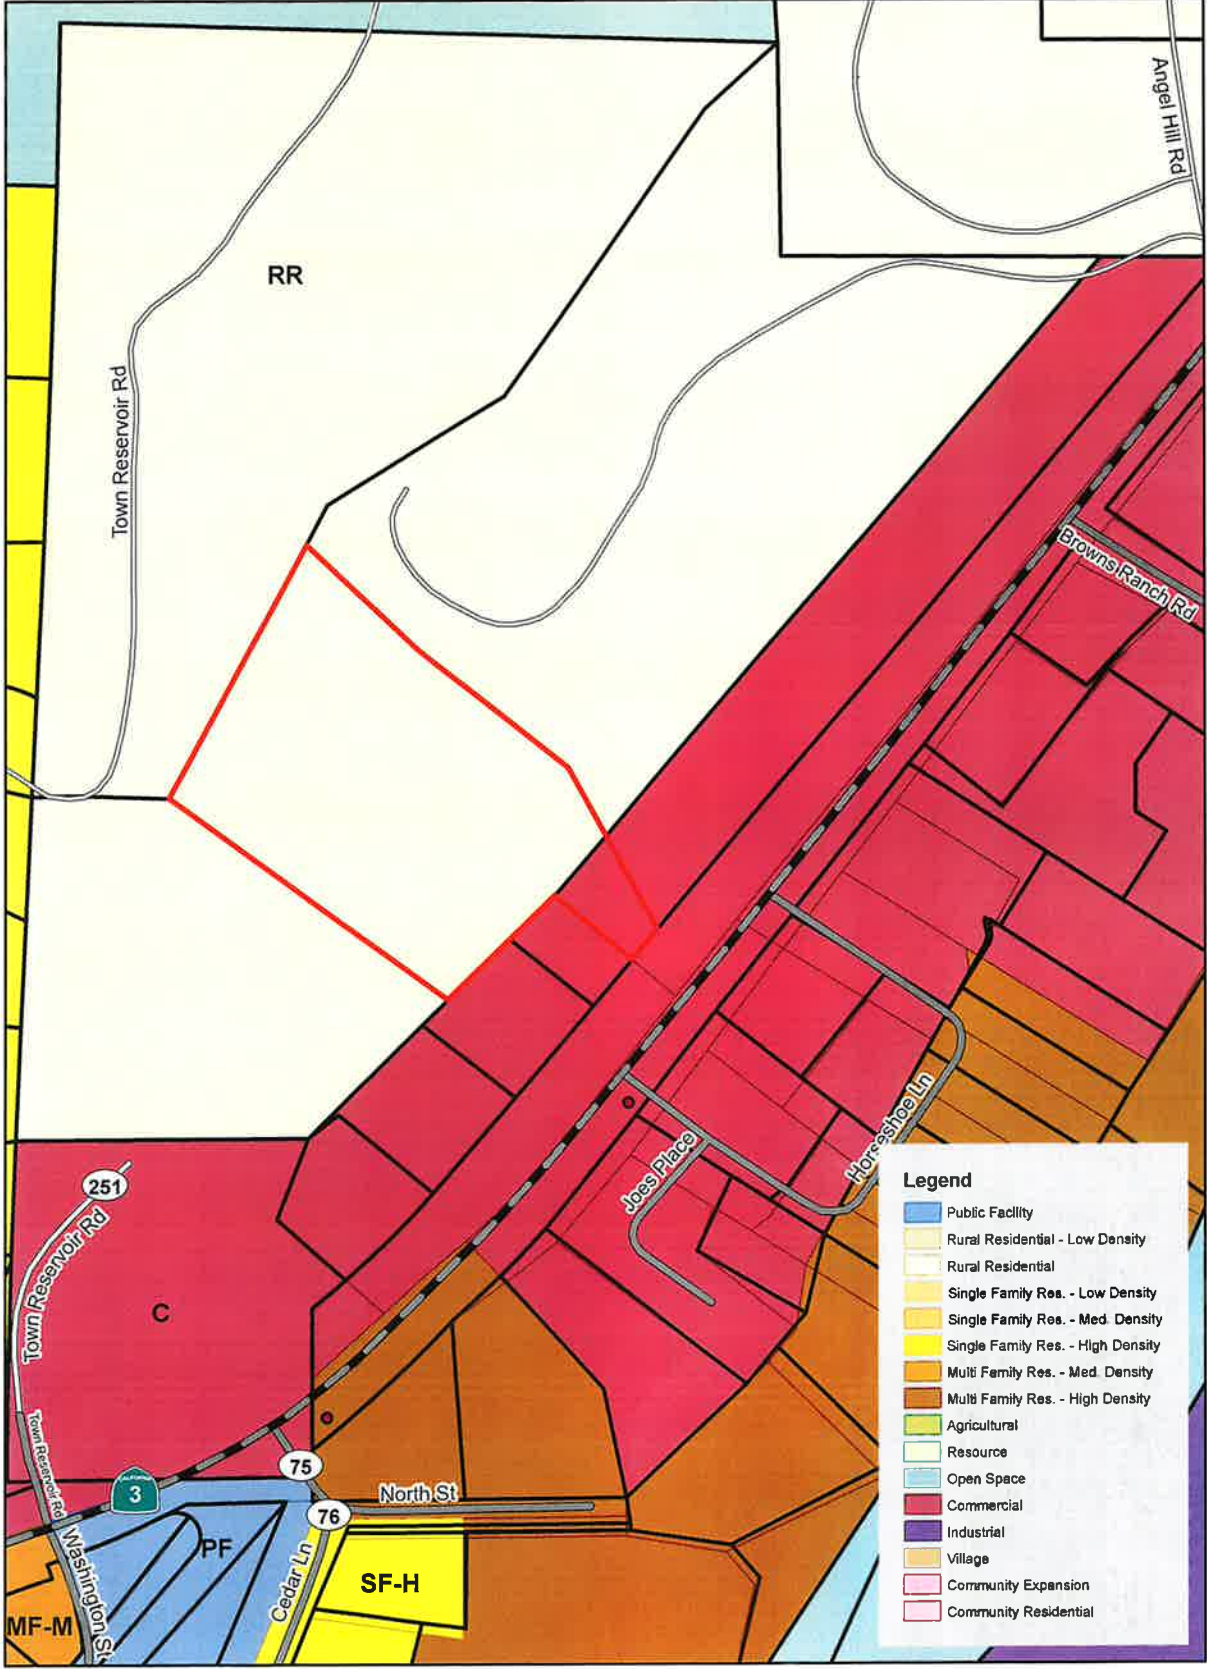 Angel Hill Rd
RR
Town Reservoir Rd
Browns Ranch Rd
Horseshoe Ln
Joes Place
251
Town Reservoir Rd
C
Town Reservoir Rd
CALIFORNIA
3
75
76
North St
Washington St
PF
Cedar Ln
SF-H
MF-M
Legend
Public Facility
Rural Residential - Low Density
Rural Residential
Single Family Res. - Low Density
Single Family Res. - Med. Density
Single Family Res. - High Density
Multi Family Res. - Med. Density
Multi Family Res. - High Density
Agricultural
Resource
Open Space
Commercial
Industrial
Village
Community Expansion
Community Residential